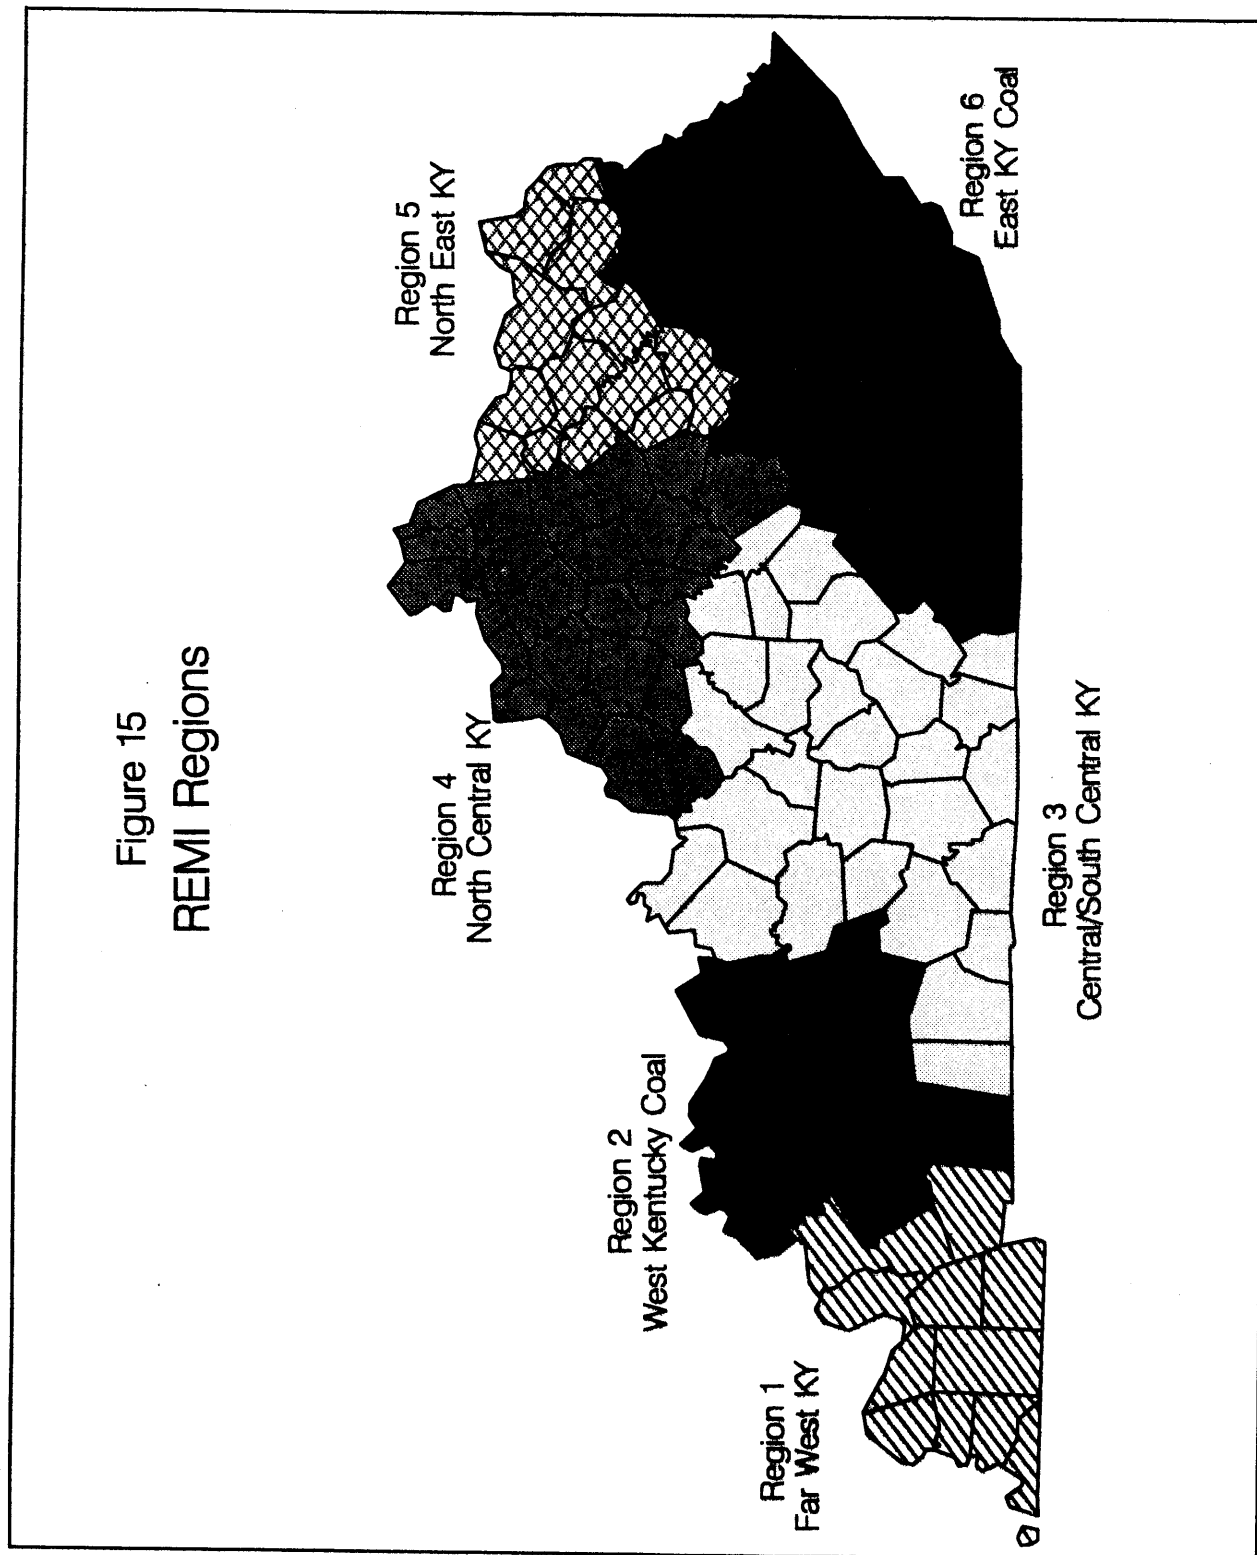 Figure 15
REMI Regions
Region 1
Far West KY
Region 2
West Kentucky Coal
Region 4
North Central KY
Region 5
North East KY
Region 3
Central/South Central KY
Region 6
East KY Coal